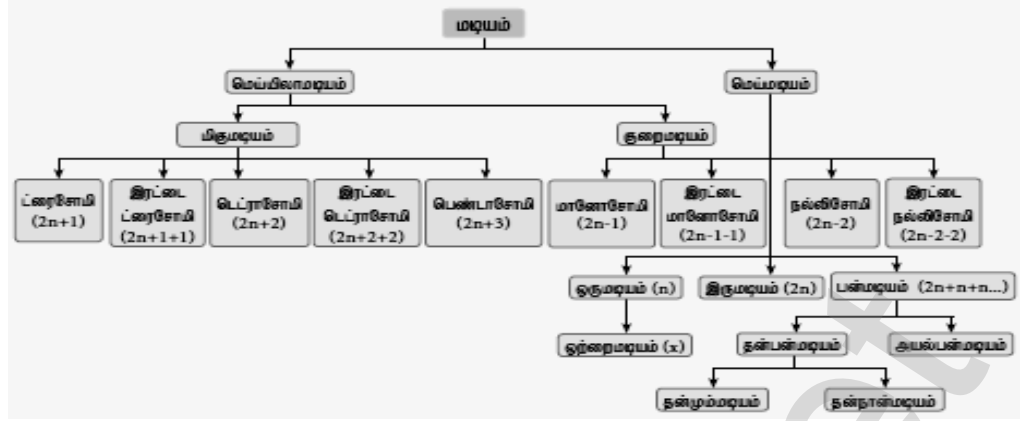 மடியம்
மெய்யிலாமடியம்
மெய்மடியம்
மிகுமடியம்
குறைமடியம்
ட்ரைசோமி
(2n+1)
இரட்டை
ட்ரைசோமி
(2n+1+1)
டெட்ராசோமி
(2n+2)
இரட்டை
டெட்ராசோமி
(2n+2+2)
பெண்டாசோமி
(2n+3)
மானோசோமி
(2n-1)
இரட்டை
மானோசோமி
(2n-1-1)
நல்லிசோமி
(2n-2)
இரட்டை
நல்லிசோமி
(2n-2-2)
ஒருமடியம் (n)
இருமடியம் (2n)
பன்மடியம் (2n+n+n...)
ஒற்றைமடியம் (x)
தன்பன்மடியம்
அயல்பன்மடியம்
தன்மும்மடியம்
தன்நான்மடியம்